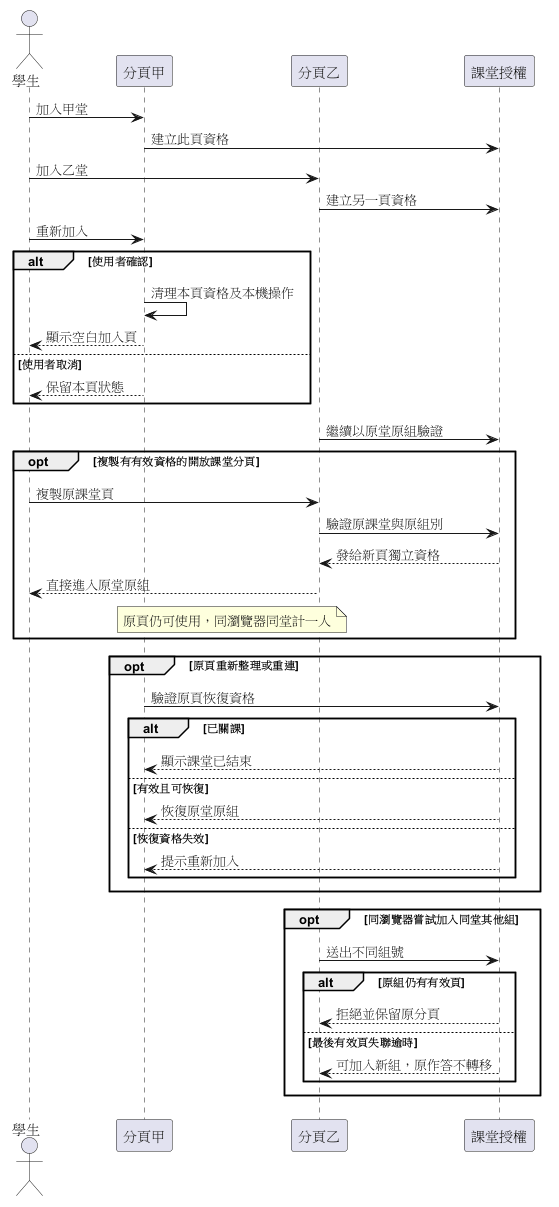 學生
分頁甲
分頁乙
課堂授權
加入甲堂
建立此頁資格
加入乙堂
建立另一頁資格
重新加入
alt [使用者確認]
清理本頁資格及本機操作
顯示空白加入頁
[使用者取消]
保留本頁狀態
繼續以原堂原組驗證
opt [複製有有效資格的開放課堂分頁]
複製原課堂頁
驗證原課堂與原組別
發給新頁獨立資格
直接進入原堂原組
原頁仍可使用，同瀏覽器同堂計一人
opt [原頁重新整理或重連]
驗證原頁恢復資格
alt [已關課]
顯示課堂已結束
[有效且可恢復]
恢復原堂原組
[恢復資格失效]
提示重新加入
opt [同瀏覽器嘗試加入同堂其他組]
送出不同組號
alt [原組仍有有效頁]
拒絕並保留原分頁
[最後有效頁失聯逾時]
可加入新組，原作答不轉移
學生
分頁甲
分頁乙
課堂授權